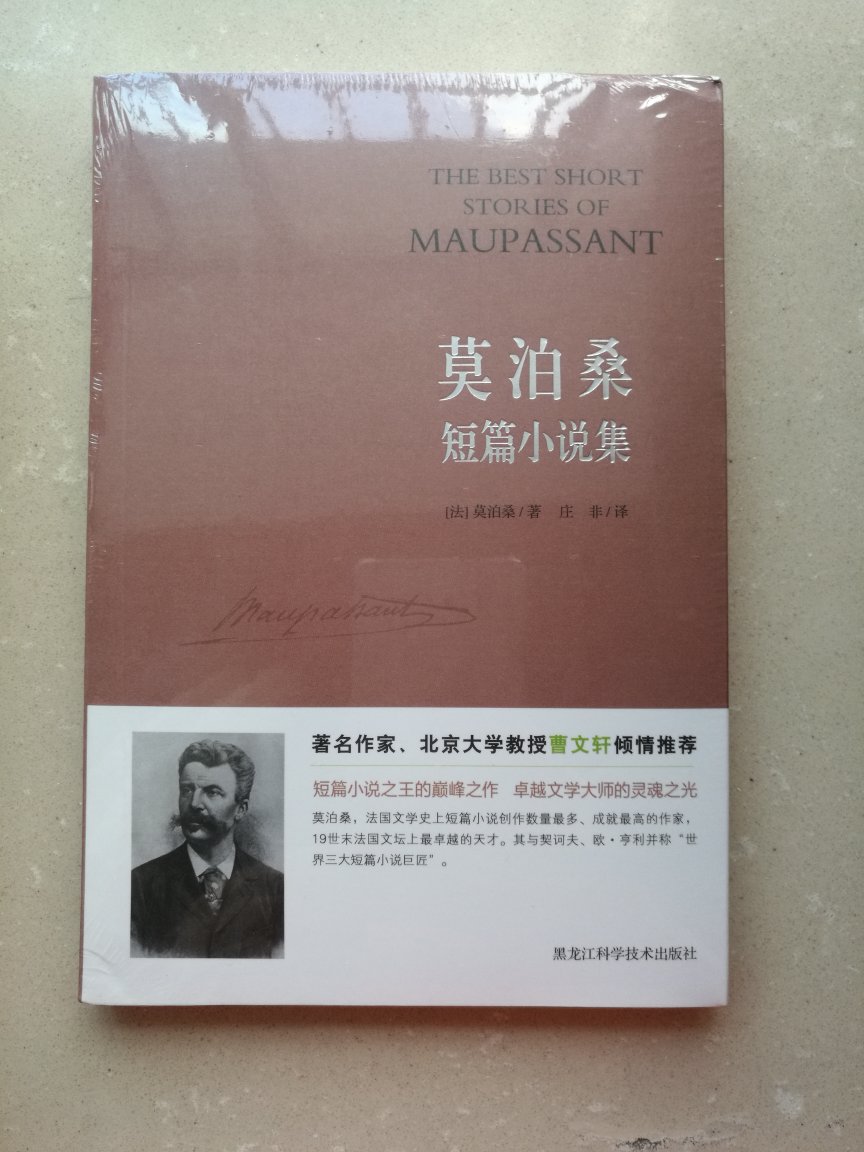 THE BEST SHORT
STORIES OF
MAUPASSANT
莫泊桑
短篇小说集
[法] 莫泊桑/著 庄 非/译
Maupassant
著名作家、北京大学教授曹文轩倾情推荐
短篇小说之王的巅峰之作 卓越文学大师的灵魂之光
莫泊桑，法国文学史上短篇小说创作数量最多、成就最高的作家，
19世末法国文坛上最卓越的天才。其与契诃夫、欧·亨利并称“世
界三大短篇小说巨匠”。
黑龙江科学技术出版社